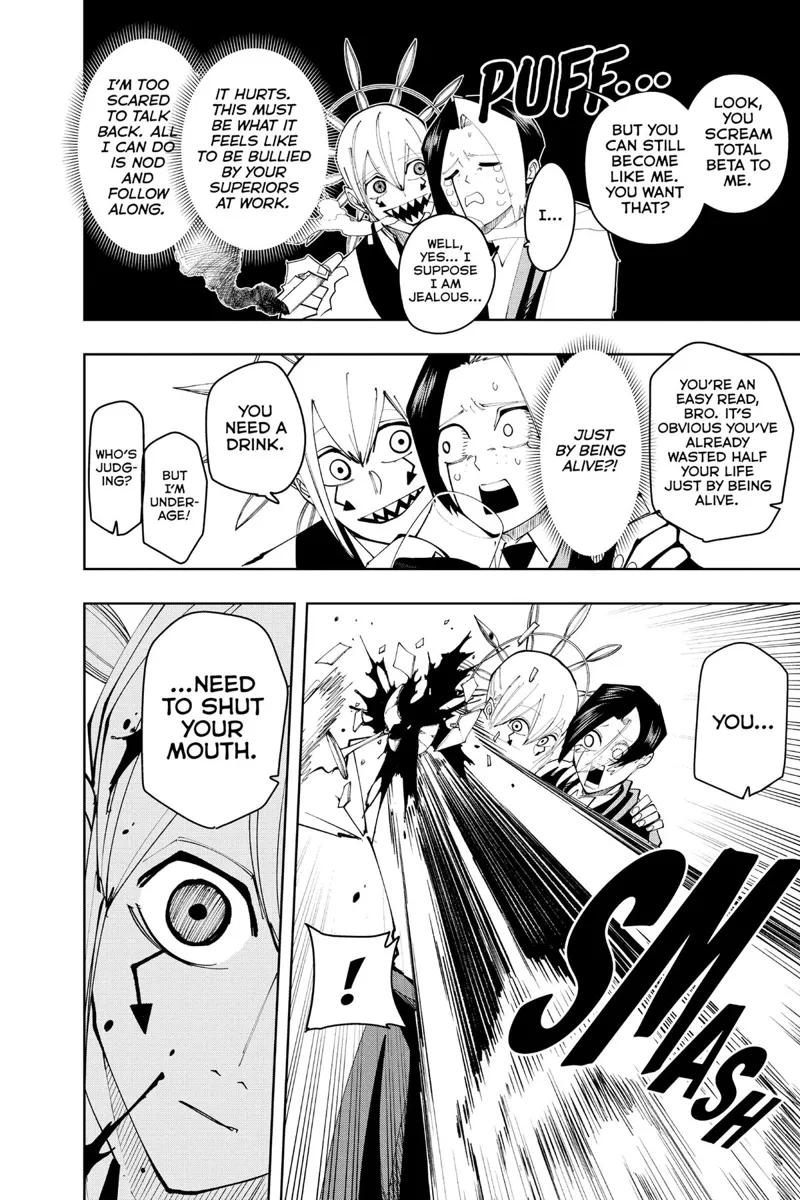 LOOK,
YOU
SCREAM
TOTAL
BETA TO
ME.
BUT YOU
CAN STILL
BECOME
LIKE ME.
YOU WANT
THAT?
PUFF...
I...
WELL,
YES... I
SUPPOSE
I AM
JEALOUS...
IT HURTS.
THIS MUST
BE WHAT IT
FEELS LIKE
TO BE BULLIED
BY YOUR
SUPERIORS
AT WORK.
I'M TOO
SCARED
TO TALK
BACK. ALL
I CAN DO
IS NOD
AND
FOLLOW
ALONG.
YOU'RE AN
EASY READ,
BRO. IT'S
OBVIOUS YOU'VE
ALREADY
WASTED HALF
YOUR LIFE
JUST BY BEING
ALIVE.
JUST
BY BEING
ALIVE?!
YOU
NEED A
DRINK.
BUT
I'M
UNDER-
AGE!
WHO'S
JUDG-
ING?
YOU...
SMASH
!
...NEED
TO SHUT
YOUR
MOUTH.